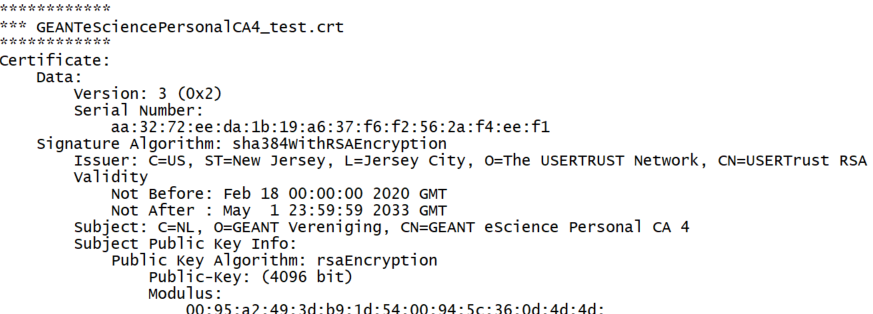 ************
*** GEANTeSciencePersonalCA4_test.crt
************
Certificate:
    Data:
        Version: 3 (0x2)
        Serial Number:
            aa:32:72:ee:da:1b:19:a6:37:f6:f2:56:2a:f4:ee:f1
    Signature Algorithm: sha384WithRSAEncryption
        Issuer: C=US, ST=New Jersey, L=Jersey City, O=The USERTRUST Network, CN=USERTrust RSA
        Validity
            Not Before: Feb 18 00:00:00 2020 GMT
            Not After : May  1 23:59:59 2033 GMT
        Subject: C=NL, O=GEANT Vereniging, CN=GEANT eScience Personal CA 4
        Subject Public Key Info:
            Public Key Algorithm: rsaEncryption
                Public-Key: (4096 bit)
                Modulus:
                    00:95:a2:49:3d:b9:1d:54:00:94:5c:36:0d:4d:4d: